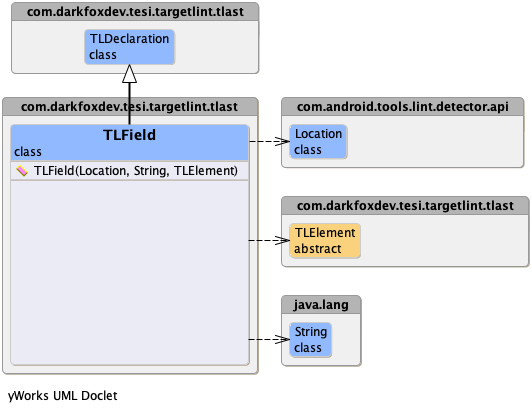 com.darkfoxdev.tesi.targetlint.tlast
TLDeclaration
class
com.darkfoxdev.tesi.targetlint.tlast
TLField
class
TLField(Location, String, TLElement)
com.android.tools.lint.detector.api
Location
class
com.darkfoxdev.tesi.targetlint.tlast
TLElement
abstract
java.lang
String
class
yWorks UML Doclet